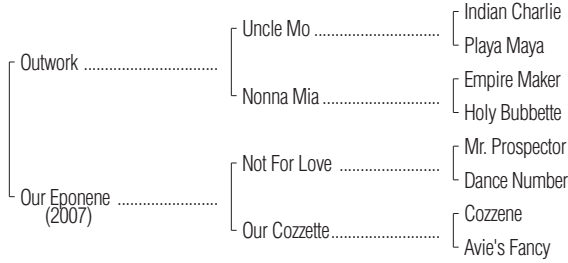 Indian Charlie
Uncle Mo ..............................
Playa Maya
Outwork ................................
Empire Maker
Nonna Mia ............................
Holy Bubbette
Mr. Prospector
Not For Love ........................
Dance Number
Our Eponene ........................
(2007)
Cozzene
Our Cozzette..........................
Avie's Fancy